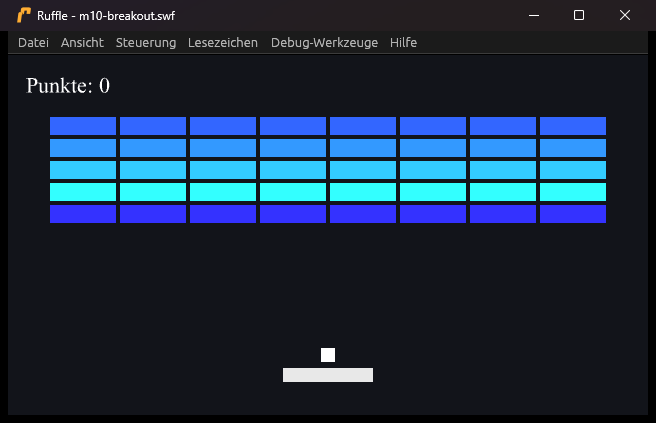 Ruffle - m10-breakout.swf
Datei Ansicht Steuerung Lesezeichen Debug-Werkzeuge Hilfe
Punkte: 0